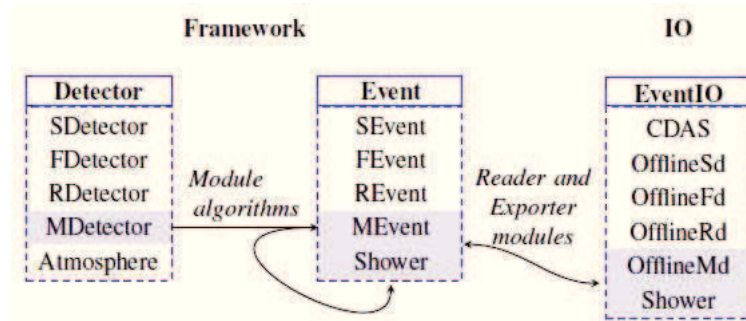 Framework
IO
Detector
SDetector
FDetector
RDetector
MDetector
Atmosphere
Module
algorithms
Event
SEvent
FEvent
REvent
MEvent
Shower
Reader and
Exporter
modules
EventIO
CDAS
OfflineSd
OfflineFd
OfflineRd
OfflineMd
Shower